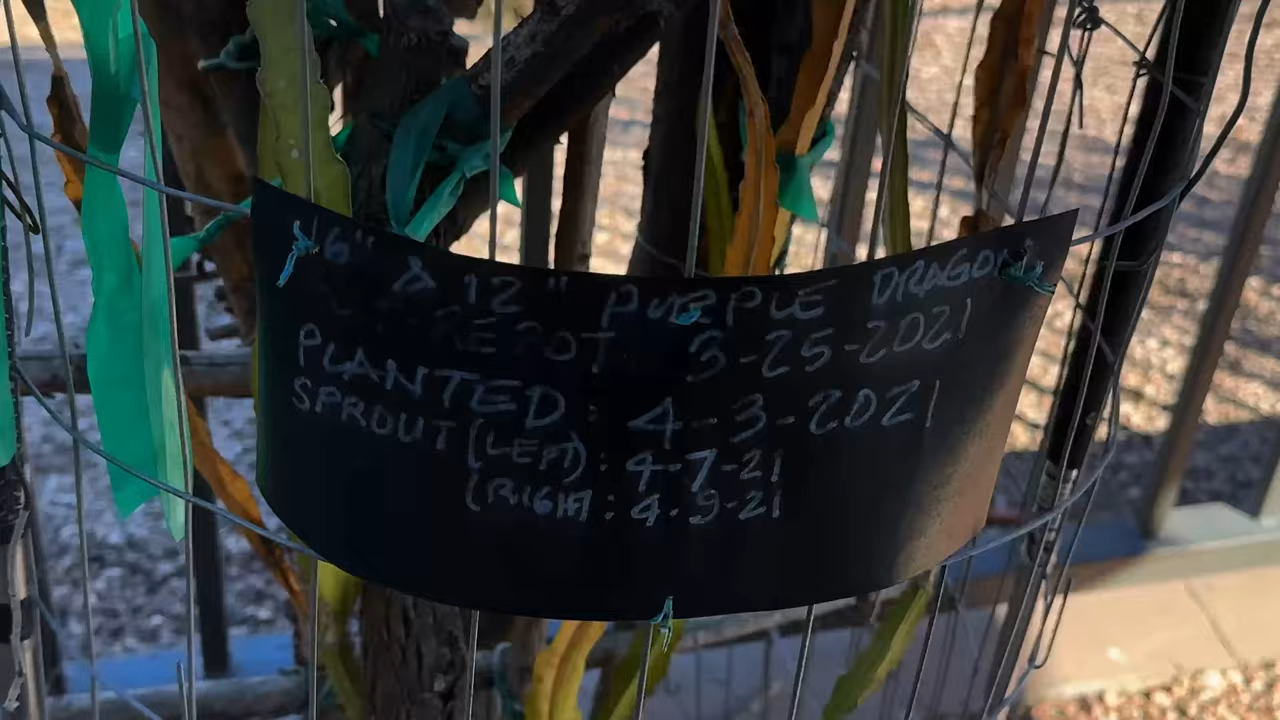 16" & 12" PURPLE DRAGON
REPOT 3-25-2021
PLANTED: 4-3-2021
SPROUT (LEFT): 4-7-21
(RIGHT): 4-9-21